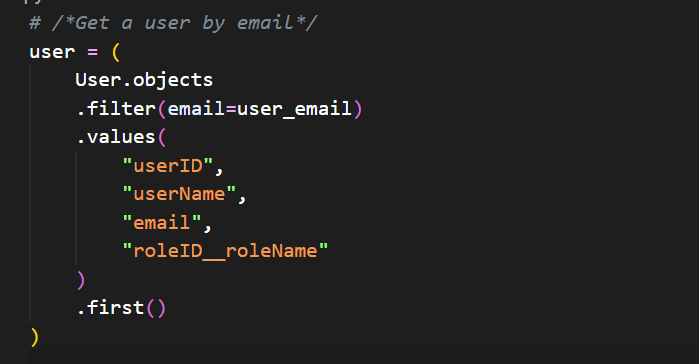 # /*Get a user by email*/
user = (
    User.objects
    .filter(email=user_email)
    .values(
        "userID",
        "userName",
        "email",
        "roleID__roleName"
    )
    .first()
)